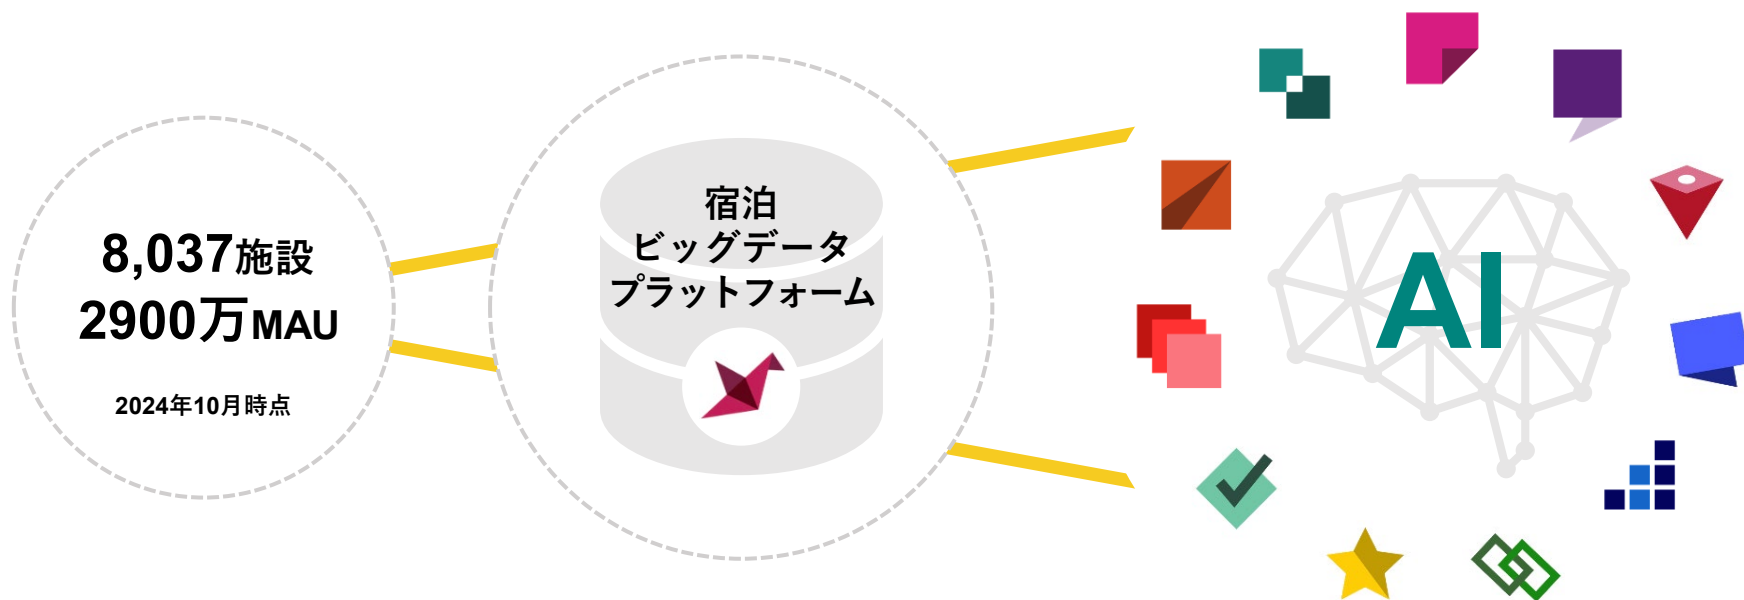 8,037施設
2900万MAU
2024年10月時点
宿泊
ビッグデータ
プラットフォーム
AI